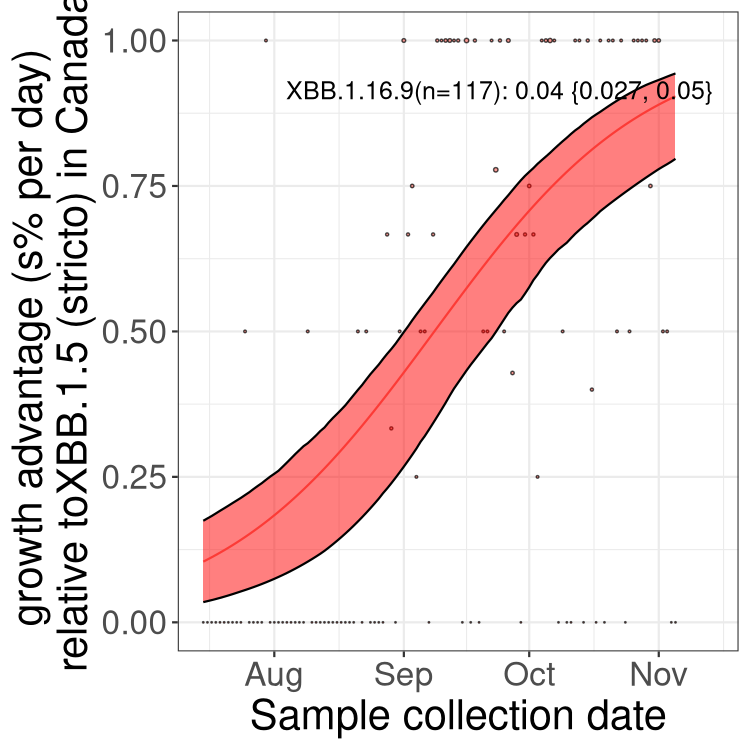 growth advantage (s% per day)
relative toXBB.1.5 (stricto) in Canada
1.00
0.75
0.50
0.25
0.00
XBB.1.16.9(n=117): 0.04 {0.027, 0.05}
Aug Sep Oct Nov
Sample collection date